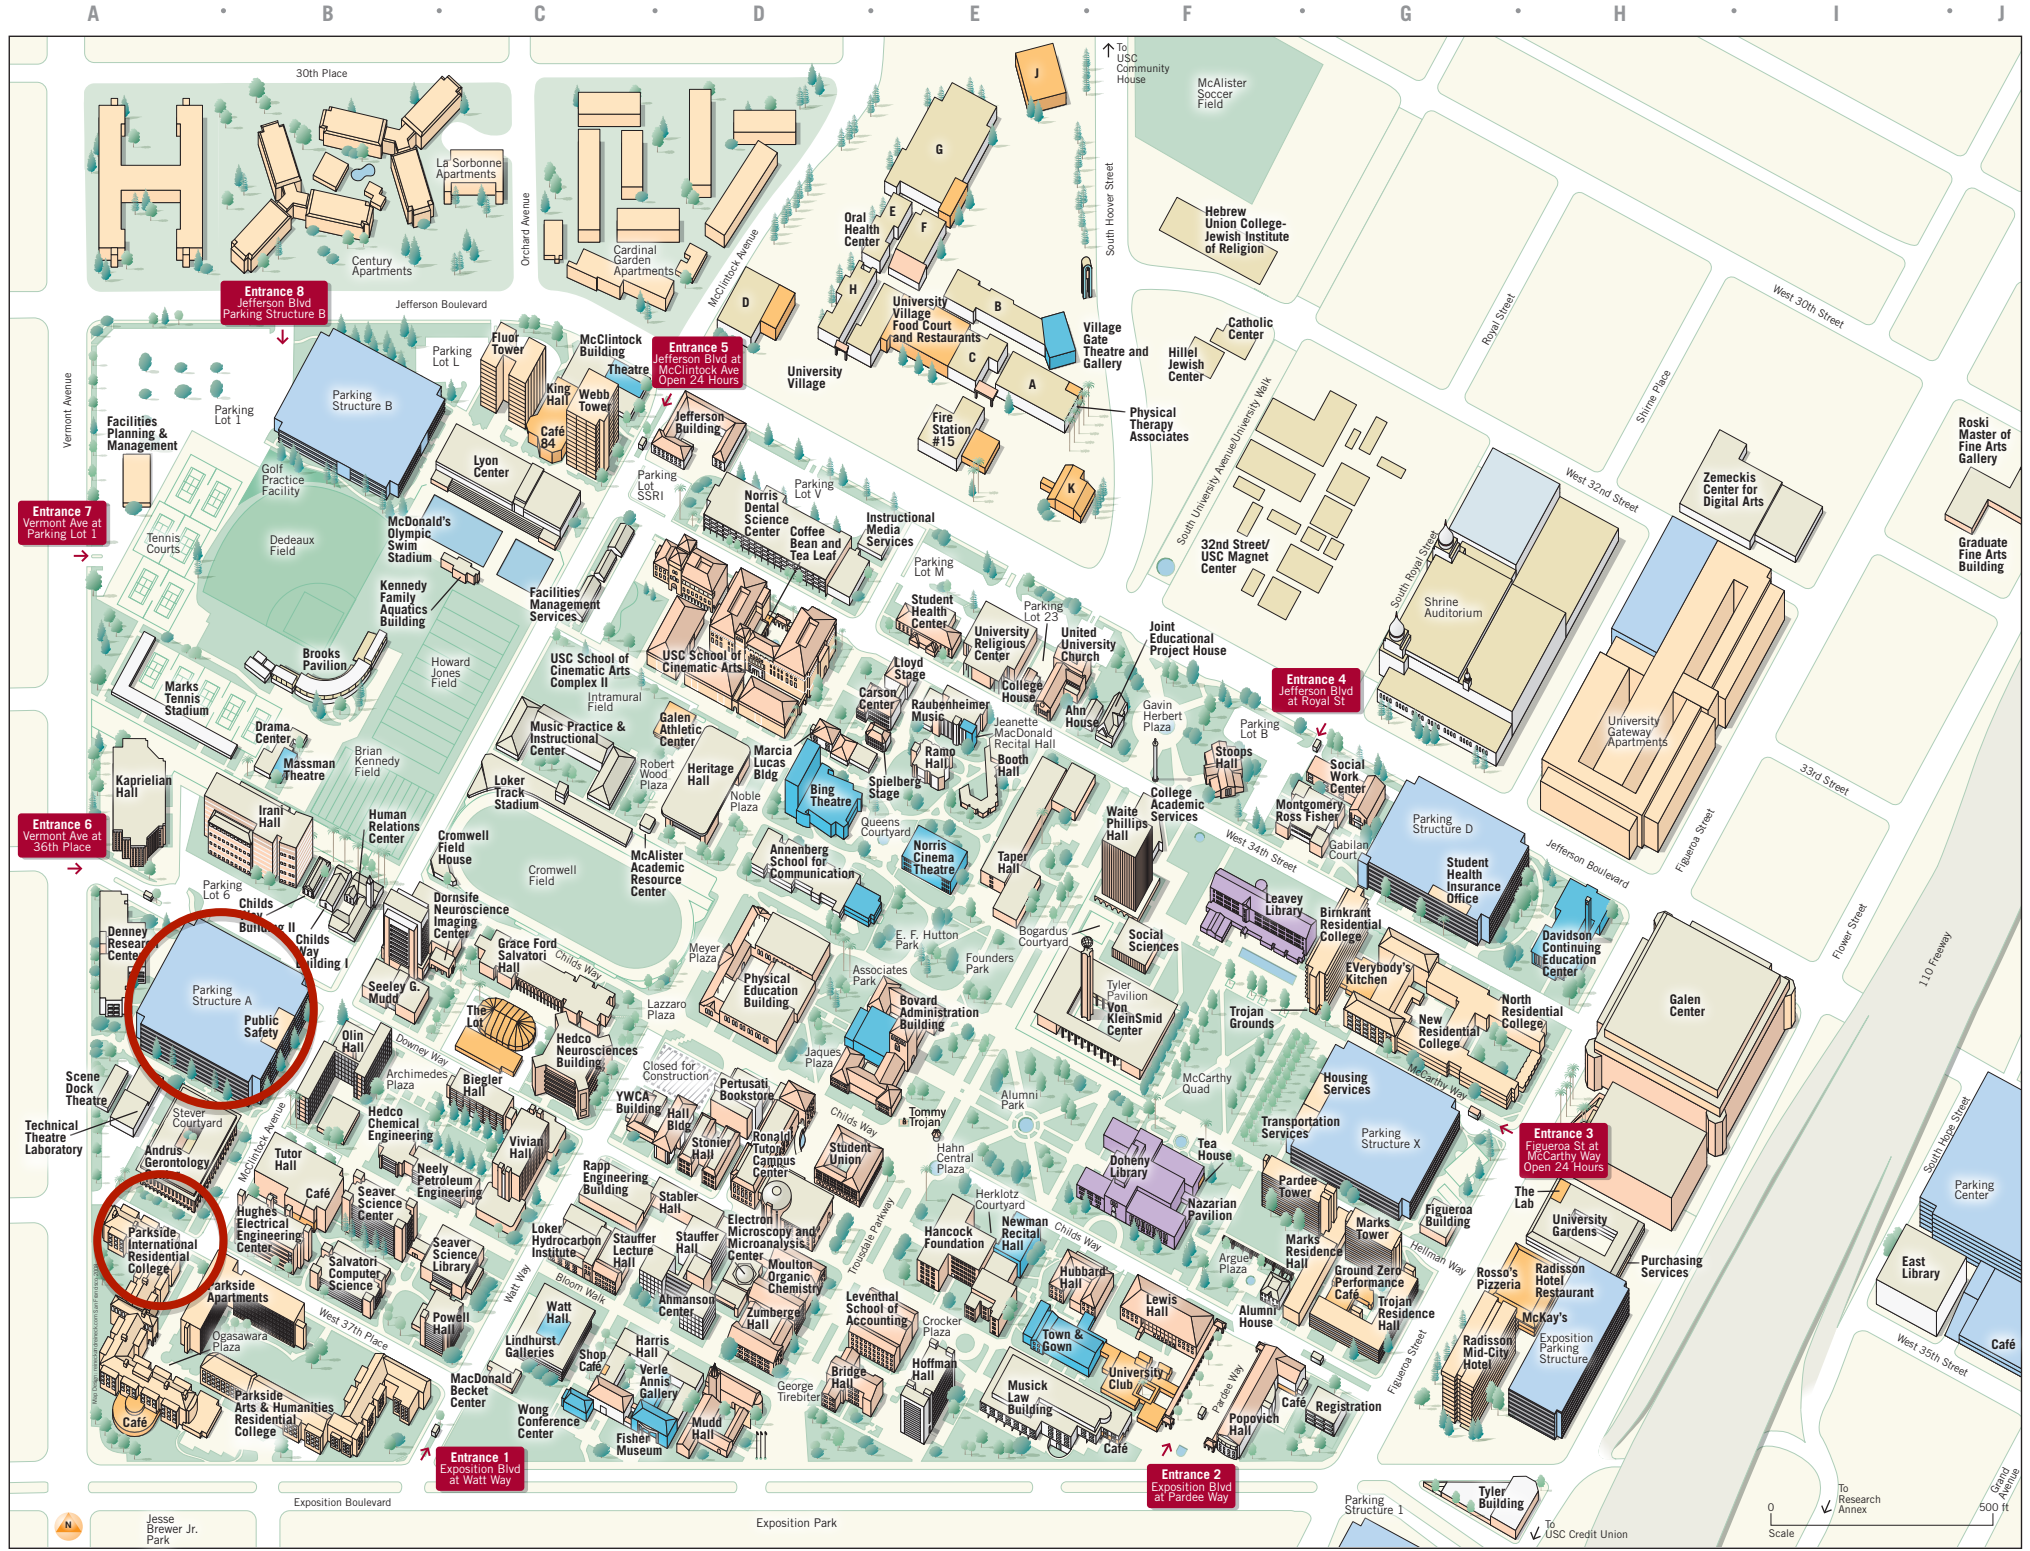 A
B
C
D
E
F
G
H
I
J
30th Place
La Sorbonne
Apartments
Century
Apartments
Orchard Avenue
Cardinal
Garden
Apartments
McClintock Avenue
Jefferson Boulevard
To
USC
Community
House
McAlister
Soccer
Field
J
G
E
F
Oral
Health
Center
H
D
B
C
A
University
Village
Food Court
and Restaurants
South Hoover Street
Hebrew
Union College-
Jewish Institute
of Religion
Village
Gate
Theatre and
Gallery
Catholic
Center
Hillel
Jewish
Center
University
Village
Fire
Station
#15
K
Physical
Therapy
Associates
Royal Street
West 30th Street
Shrine Place
West 32nd Street
South University Avenue/University Walk
32nd Street/
USC Magnet
Center
South Royal Street
Shrine
Auditorium
Zemeckis
Center for
Digital Arts
Roski
Master of
Fine Arts
Gallery
Graduate
Fine Arts
Building
Entrance 8
Jefferson Blvd
Parking Structure B
Entrance 5
Jefferson Blvd at
McClintock Ave
Open 24 Hours
Vermont Avenue
Facilities
Planning &
Management
Parking
Lot 1
Parking
Structure B
Parking
Lot L
Fluor
Tower
McClintock
Building
Theatre
King
Hall
Webb
Tower
Café
84
Jefferson
Building
Lyon
Center
Parking
Lot
SSRI
Golf
Practice
Facility
Entrance 7
Vermont Ave at
Parking Lot 1
Tennis
Courts
Dedeaux
Field
McDonald's
Olympic
Swim
Stadium
Kennedy
Family
Aquatics
Building
Facilities
Management
Services
Norris
Dental
Science
Center
Parking
Lot V
Coffee
Bean and
Tea Leaf
Instructional
Media
Services
Parking
Lot M
Student
Health
Center
University
Religious
Center
Parking
Lot 23
United
University
Church
Joint
Educational
Project House
Brooks
Pavilion
Howard
Jones
Field
Marks
Tennis
Stadium
USC School of
Cinematic Arts
Complex II
USC School of
Cinematic Arts
Intramural
Field
Lloyd
Stage
Carson
Center
College
House
Ahn
House
Gavin
Herbert
Plaza
Raubenheimer
Music
Jeanette
MacDonald
Recital Hall
Entrance 4
Jefferson Blvd
at Royal St
Parking
Lot B
University
Gateway
Apartments
33rd Street
Drama
Center
Massman
Theatre
Brian
Kennedy
Field
Kaprielian
Hall
Music Practice &
Instructional
Center
Galen
Athletic
Center
Robert
Wood
Plaza
Heritage
Hall
Noble
Plaza
Marcia
Lucas
Bldg
Bing
Theatre
Spielberg
Stage
Ramo
Hall
Booth
Hall
Stoops
Hall
Social
Work
Center
Montgomery
Ross Fisher
Gabilan
Court
College
Academic
Services
Waite
Phillips
Hall
West 34th Street
Parking
Structure D
Student
Health
Insurance
Office
Jefferson Boulevard
Figueroa Street
Flower Street
110 Freeway
Entrance 6
Vermont Ave at
36th Place
Irani
Hall
Human
Relations
Center
Loker
Track
Stadium
Cromwell
Field
House
Cromwell
Field
McAlister
Academic
Resource
Center
Annenberg
School for
Communication
Queens
Courtyard
Norris
Cinema
Theatre
Taper
Hall
Leavey
Library
Birnkrant
Residential
College
Davidson
Continuing
Education
Center
Parking
Lot 6
Childs
Way
Building II
Childs
Way
Building I
Denney
Research
Center
Dornsife
Neuroscience
Imaging
Center
Grace Ford
Salvatori
Hall
Childs Way
Seeley G.
Mudd
Meyer
Plaza
Physical
Education
Building
E. F. Hutton
Park
Founders
Park
Associates
Park
Bogardus
Courtyard
Social
Sciences
EVerybody's
Kitchen
Galen
Center
Parking
Structure A
Public
Safety
Olin
Hall
The
Lot
Lazzaro
Plaza
Bovard
Administration
Building
Tyler
Pavilion
Von
KleinSmid
Center
Trojan
Grounds
New
Residential
College
North
Residential
College
McCarthy Way
Scene
Dock
Theatre
Technical
Theatre
Laboratory
Stever
Courtyard
Andrus
Gerontology
McClintock Avenue
Downey Way
Archimedes
Plaza
Biegler
Hall
Hedco
Neurosciences
Building
Closed for
Construction
Jaques
Plaza
Hedco
Chemical
Engineering
Vivian
Hall
YWCA
Building
Hall
Bldg
Pertusati
Bookstore
Stonier
Hall
Ronald
Tutor
Campus
Center
Childs Way
Student
Union
Tommy
Trojan
Hahn
Central
Plaza
Alumni
Park
McCarthy
Quad
Housing
Services
Transportation
Services
Parking
Structure X
Entrance 3
Figueroa St at
McCarthy Way
Open 24 Hours
South Hope Street
Parking
Center
Tutor
Hall
Café
Neely
Petroleum
Engineering
Seaver
Science
Center
Rapp
Engineering
Building
Stabler
Hall
Doheny
Library
Tea
House
Nazarian
Pavilion
Pardee
Tower
Marks
Tower
Figueroa
Building
The
Lab
University
Gardens
Purchasing
Services
Parkside
International
Residential
College
Hughes
Electrical
Engineering
Center
Salvatori
Computer
Science
Seaver
Science
Library
Loker
Hydrocarbon
Institute
Stauffer
Lecture
Hall
Stauffer
Hall
Electron
Microscopy and
Microanalysis
Center
Moulton
Organic
Chemistry
Trousdale Parkway
Hancock
Foundation
Herklotz
Courtyard
Newman
Recital
Hall
Childs Way
Argue
Plaza
Marks
Residence
Hall
Hellman Way
Ground Zero
Performance
Café
Trojan
Residence
Hall
Rosso's
Pizzeria
Radisson
Hotel
Restaurant
McKay's
East
Library
Parkside
Apartments
West 37th Place
Ogasawara
Plaza
Powell
Hall
Watt Way
Bloom Walk
Watt
Hall
Lindhurst
Galleries
Ahmanson
Center
Zumberge
Hall
Leventhal
School of
Accounting
Crocker
Plaza
Hubbard
Hall
Lewis
Hall
Town &
Gown
Alumni
House
Figueroa Street
Radisson
Mid-City
Hotel
Exposition
Parking
Structure
West 35th Street
Café
Café
Parkside
Arts & Humanities
Residential
College
MacDonald
Becket
Center
Shop
Café
Harris
Hall
Verle
Annis
Gallery
Wong
Conference
Center
Fisher
Museum
Mudd
Hall
George
Tirebiter
Bridge
Hall
Hoffman
Hall
Musick
Law
Building
Café
University
Club
Pardee Way
Popovich
Hall
Café
Registration
Entrance 1
Exposition Blvd
at Watt Way
Entrance 2
Exposition Blvd
at Pardee Way
Exposition Boulevard
N
Jesse
Brewer Jr.
Park
Exposition Park
Parking
Structure 1
Tyler
Building
To
USC Credit Union
0
500 ft
Scale
To
Research
Annex
Grand
Avenue